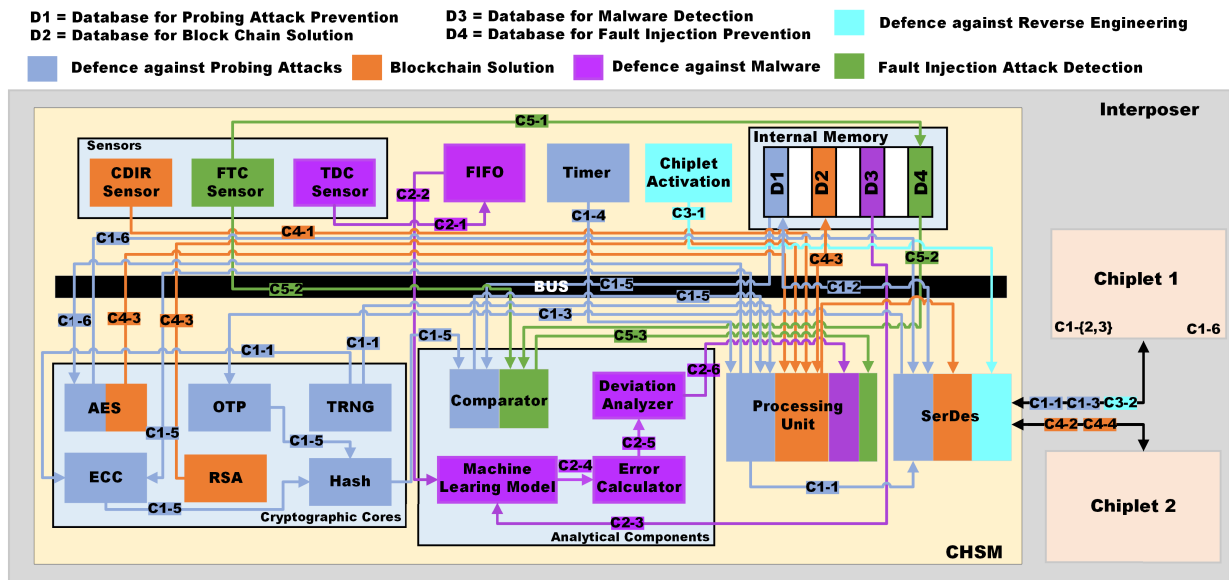 D1 = Database for Probing Attack Prevention
D2 = Database for Block Chain Solution
D3 = Database for Malware Detection
D4 = Database for Fault Injection Prevention
Defence against Reverse Engineering
Defence against Probing Attacks
Blockchain Solution
Defence against Malware
Fault Injection Attack Detection
Interposer
C5-1
Sensors
CDIR
Sensor
FTC
Sensor
TDC
Sensor
FIFO
Timer
Chiplet
Activation
Internal Memory
D1
D2
D3
D4
C2-2
C2-1
C1-4
C3-1
C4-1
C1-6
C4-3
C5-2
C5-2
BUS
C1-5
C1-2
C1-5
C1-6
C4-3
C4-3
C1-3
C1-1
C1-1
C1-5
C5-3
C2-6
AES
OTP
TRNG
C1-5
C1-5
ECC
RSA
Hash
C1-5
Cryptographic Cores
Comparator
Deviation
Analyzer
C2-5
Machine
Learing Model
C2-4
Error
Calculator
C2-3
Analytical Components
Processing
Unit
C1-1
SerDes
CHSM
Chiplet 1
C1-{2,3}
C1-6
C1-1 C1-3 C3-2
C4-2 C4-4
Chiplet 2